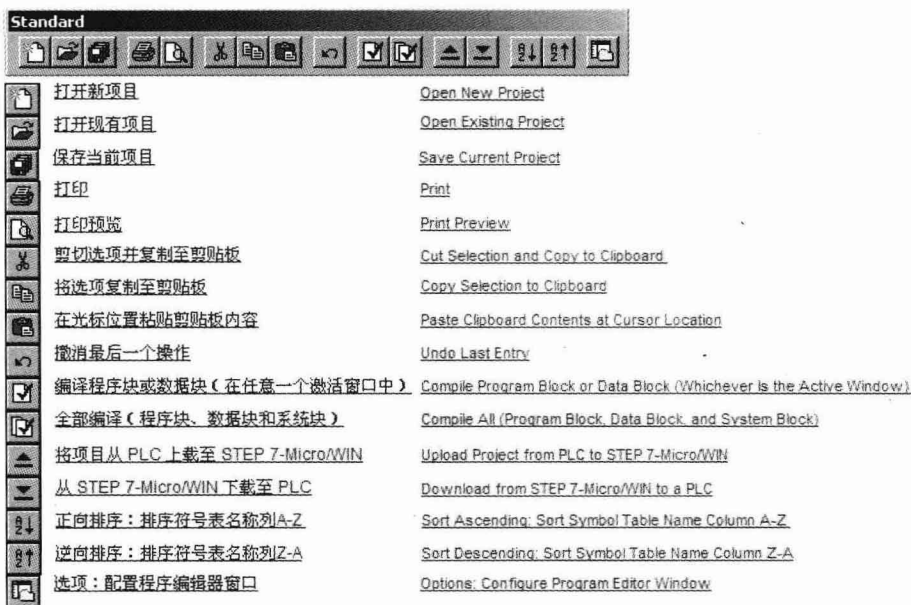 Standard
打开新项目 Open New Project
打开现有项目 Open Existing Project
保存当前项目 Save Current Project
打印 Print
打印预览 Print Preview
剪切选项并复制至剪贴板 Cut Selection and Copy to Clipboard
将选项复制至剪贴板 Copy Selection to Clipboard
在光标位置粘贴剪贴板内容 Paste Clipboard Contents at Cursor Location
撤消最后一个操作 Undo Last Entry
编译程序块或数据块（在任意一个激活窗口中） Compile Program Block or Data Block (Whichever is the Active Window)
全部编译（程序块、数据块和系统块） Compile All (Program Block, Data Block, and System Block)
将项目从 PLC 上载至 STEP 7-Micro/WIN Upload Project from PLC to STEP 7-Micro/WIN
从 STEP 7-Micro/WIN 下载至 PLC Download from STEP 7-Micro/WIN to a PLC
正向排序：排序符号表名称列A-Z Sort Ascending: Sort Symbol Table Name Column A-Z
逆向排序：排序符号表名称列Z-A Sort Descending: Sort Symbol Table Name Column Z-A
选项：配置程序编辑器窗口 Options: Configure Program Editor Window